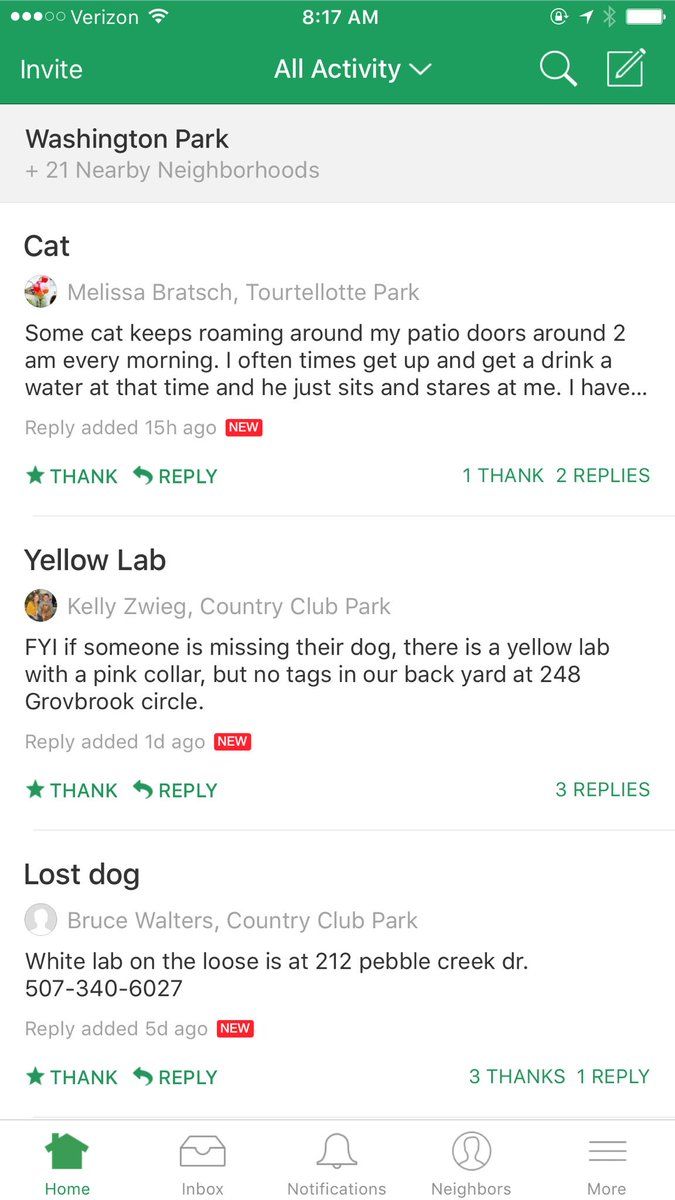 Verizon 8:17 AM
Invite All Activity
Washington Park
+ 21 Nearby Neighborhoods
Cat
Melissa Bratsch, Tourtellotte Park
Some cat keeps roaming around my patio doors around 2
am every morning. I often times get up and get a drink a
water at that time and he just sits and stares at me. I have...
Reply added 15h ago NEW
THANK REPLY 1 THANK 2 REPLIES
Yellow Lab
Kelly Zwieg, Country Club Park
FYI if someone is missing their dog, there is a yellow lab
with a pink collar, but no tags in our back yard at 248
Grovbrook circle.
Reply added 1d ago NEW
THANK REPLY 3 REPLIES
Lost dog
Bruce Walters, Country Club Park
White lab on the loose is at 212 pebble creek dr.
507-340-6027
Reply added 5d ago NEW
THANK REPLY 3 THANKS 1 REPLY
Home Inbox Notifications Neighbors More